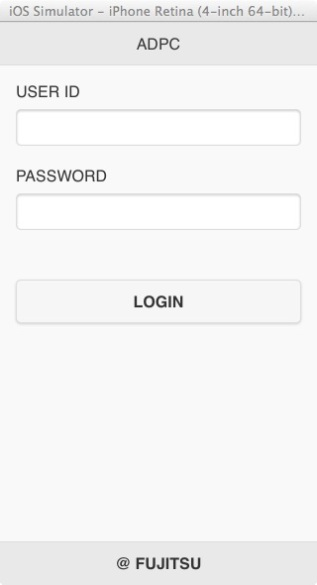 iOS Simulator - iPhone Retina (4-inch 64-bit)...
ADPC
USER ID
PASSWORD
LOGIN
@ FUJITSU